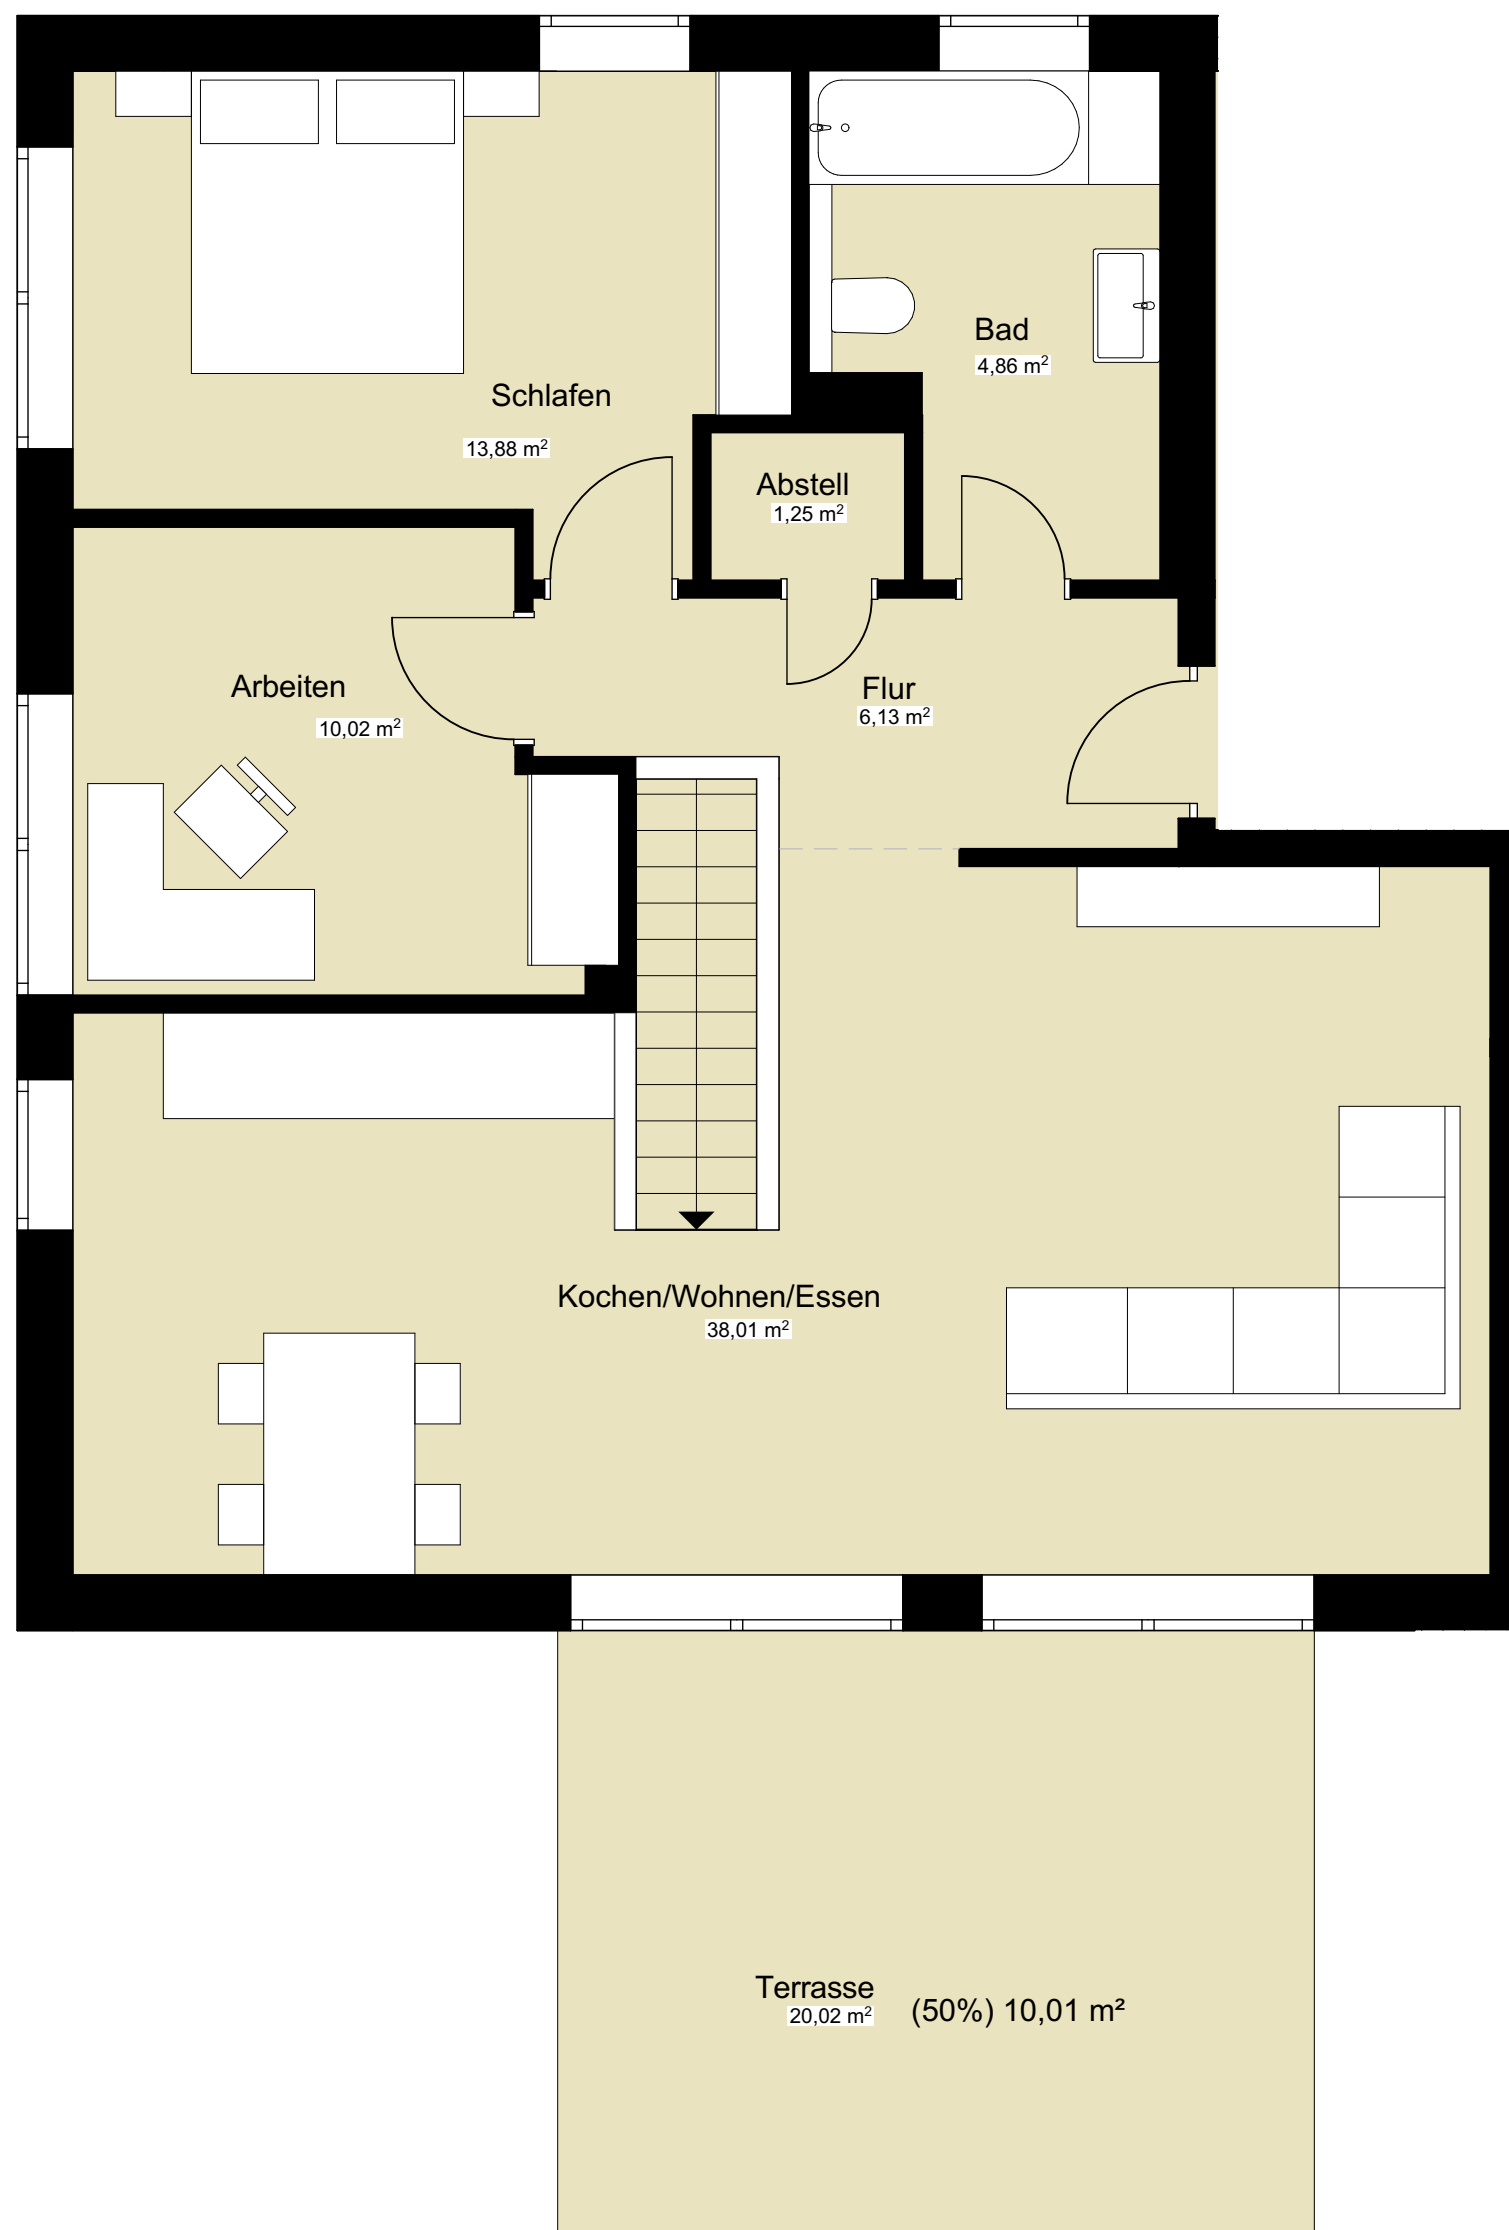 Bad
4,86 m²
Schlafen
13,88 m²
Abstell
1,25 m²
Arbeiten
10,02 m²
Flur
6,13 m²
Kochen/Wohnen/Essen
38,01 m²
Terrasse
20,02 m²
(50%) 10,01 m²